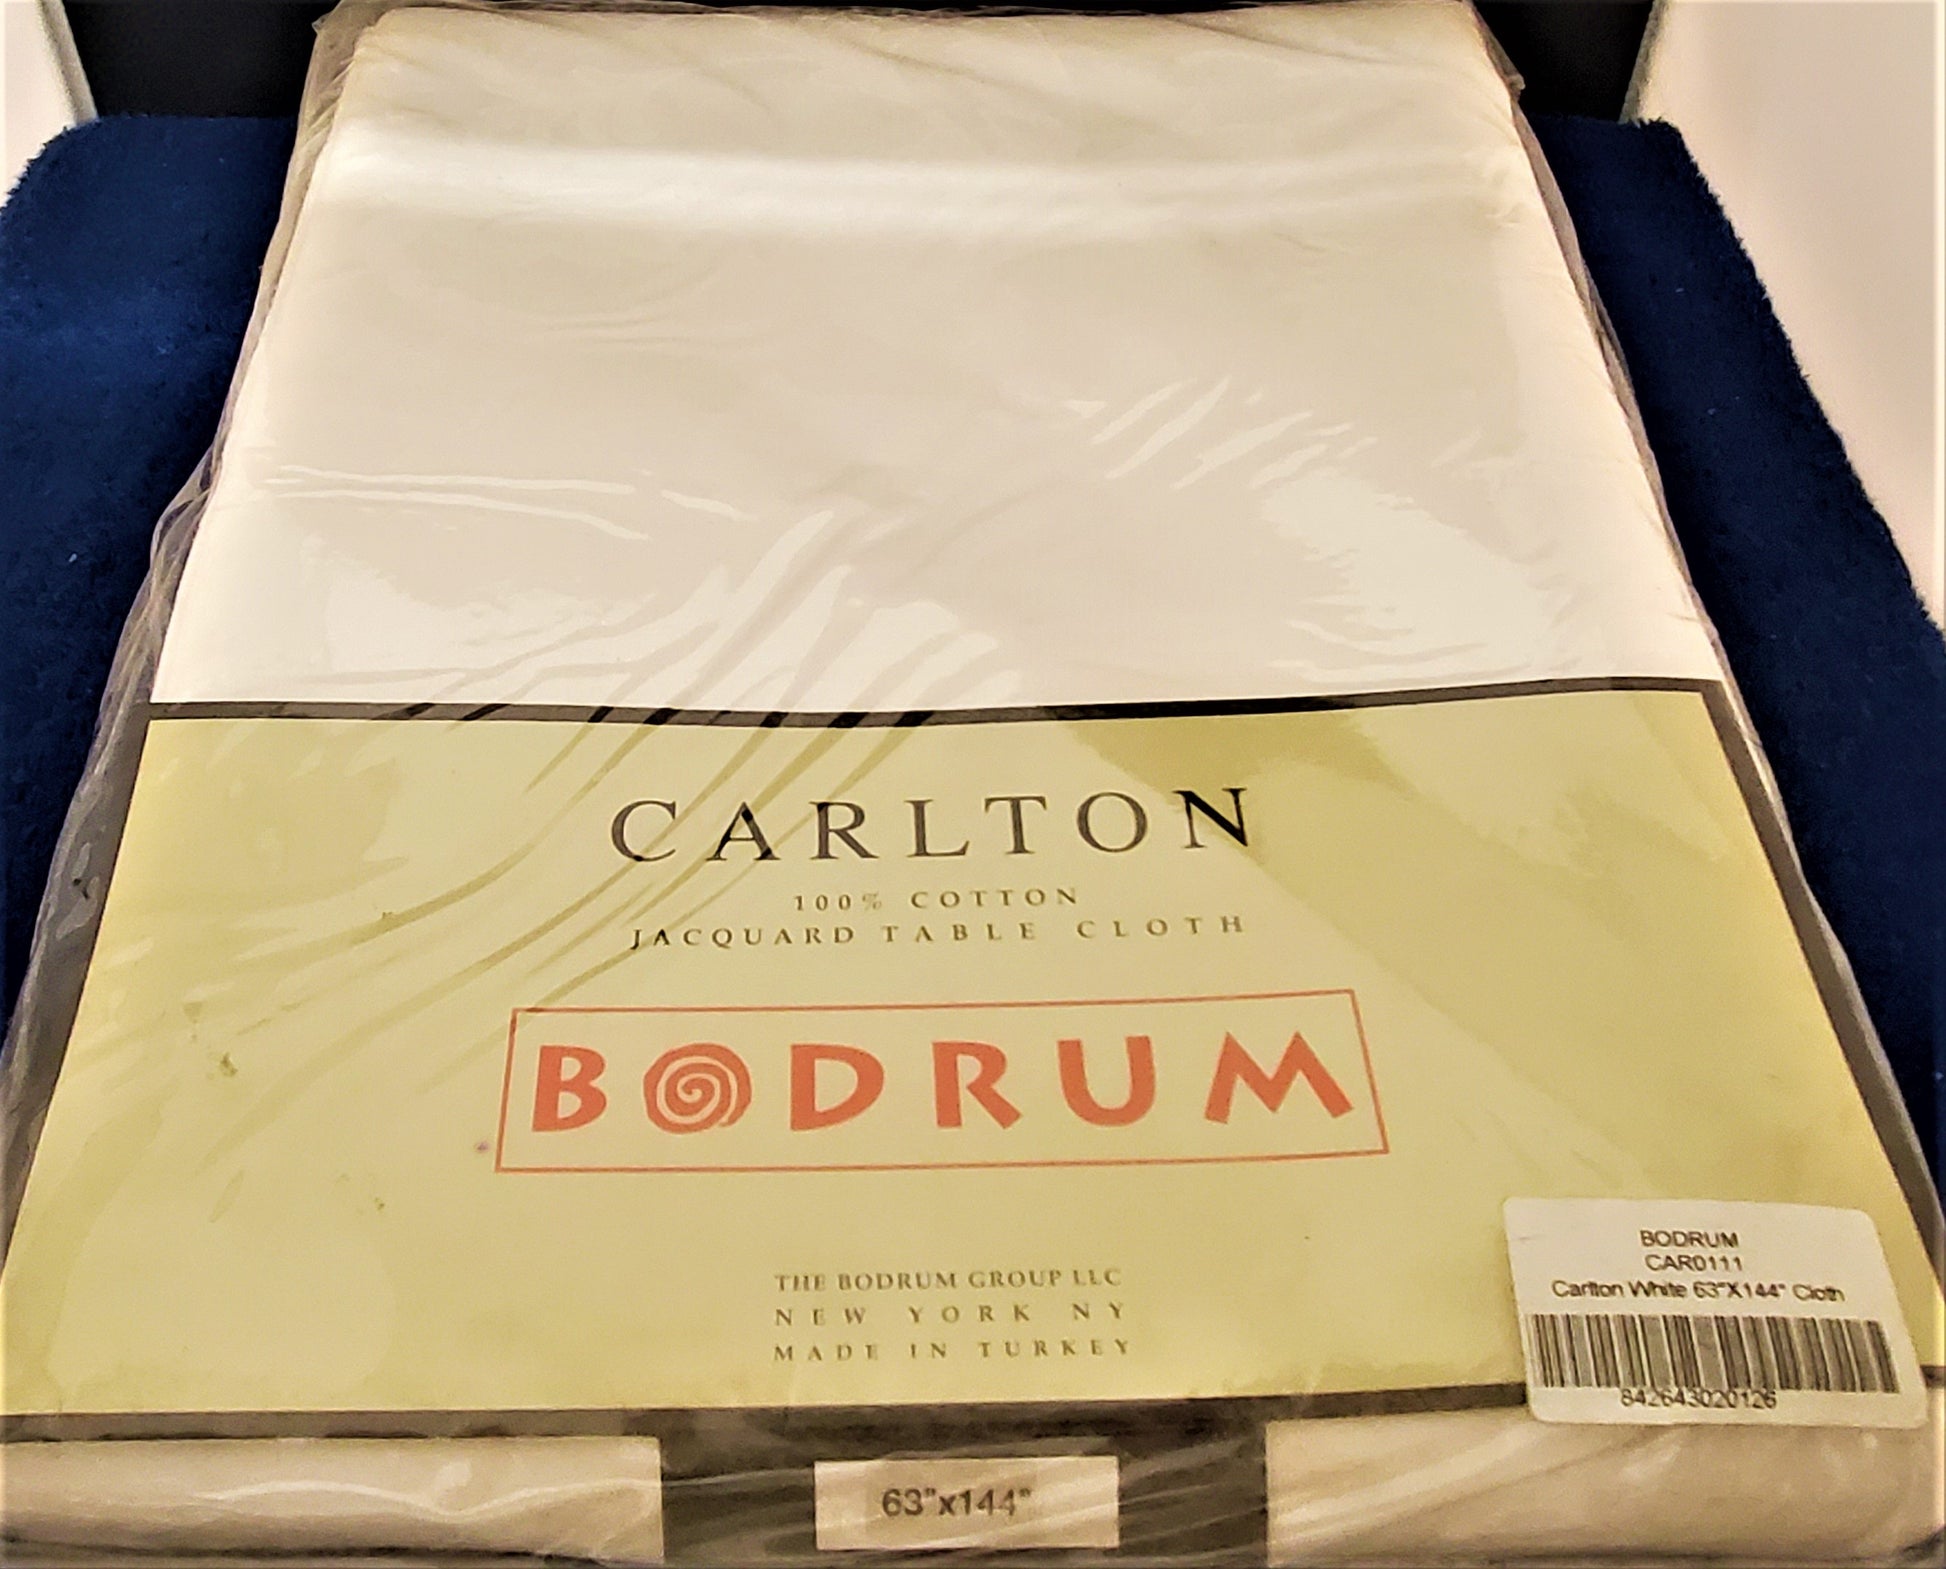 CARLTON
100% COTTON
JACQUARD TABLE CLOTH
BODRUM
THE BODRUM GROUP LLC
NEW YORK NY
MADE IN TURKEY
BODRUM
CAR0111
Carlton White 63"X144" Cloth
842643020126
63"x144"